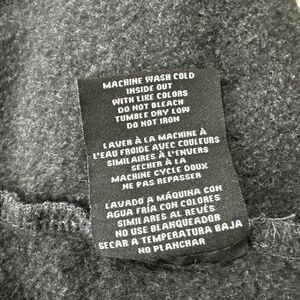 MACHINE WASH COLD
INSIDE OUT
WITH LIKE COLORS
DO NOT BLEACH
TUMBLE DRY LOW
DO NOT IRON
LAVER À LA MACHINE À
L'EAU FROIDE AVEC COULEURS
SIMILAIRES À L'ENVERS
SECHER À LA
MACHINE CYCLE DOUX
NE PAS REPASSER
LAVADO A MÁQUINA CON
AGUA FRÍA CON COLORES
SIMILARES AL REVÉS
NO USE BLANQUEADOR
SECAR A TEMPERATURA BAJA
NO PLANCHAR